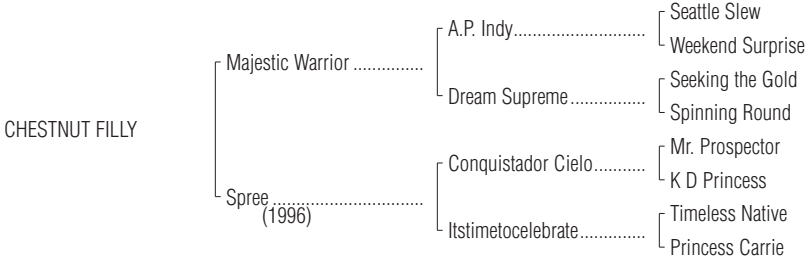 Seattle Slew
A.P. Indy..............................
Weekend Surprise
Majestic Warrior ................
Seeking the Gold
Dream Supreme.................
Spinning Round
CHESTNUT FILLY
Mr. Prospector
Conquistador Cielo............
K D Princess
Spree ...................................
(1996)
Timeless Native
Itstimetocelebrate...............
Princess Carrie